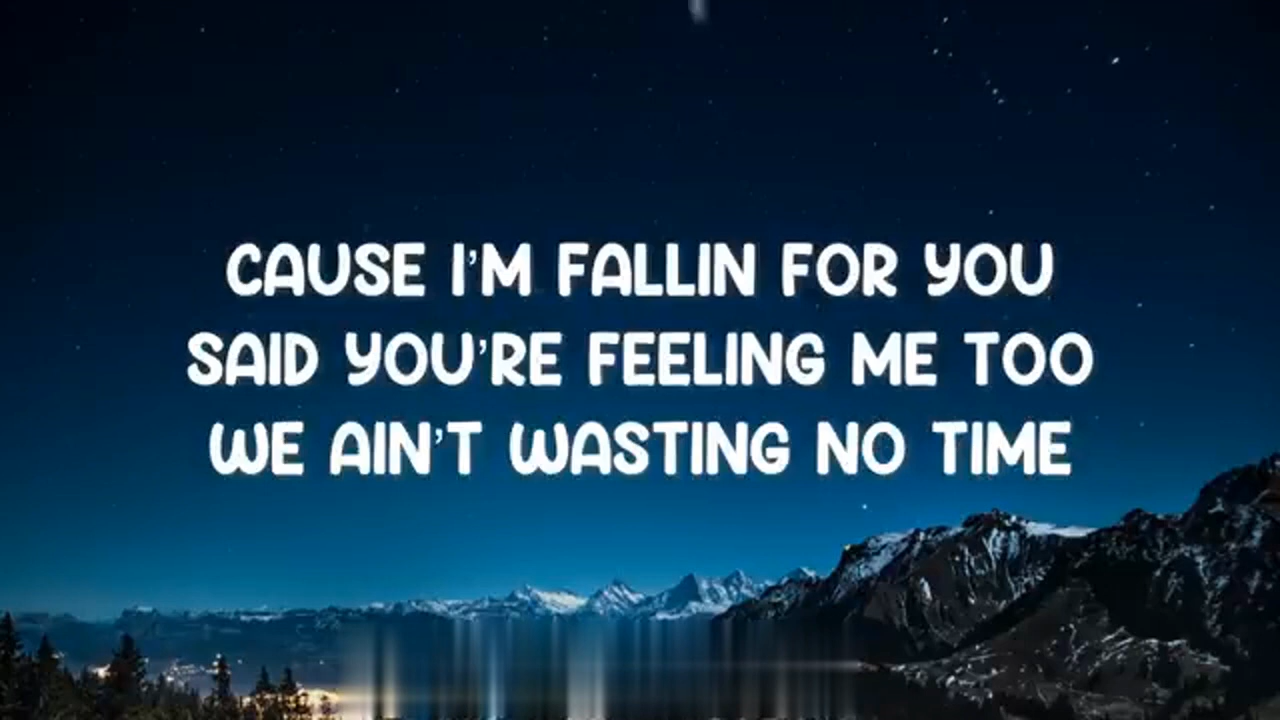 CAUSE I'M FALLIN FOR YOU
SAID YOU'RE FEELING ME TOO
WE AIN'T WASTING NO TIME